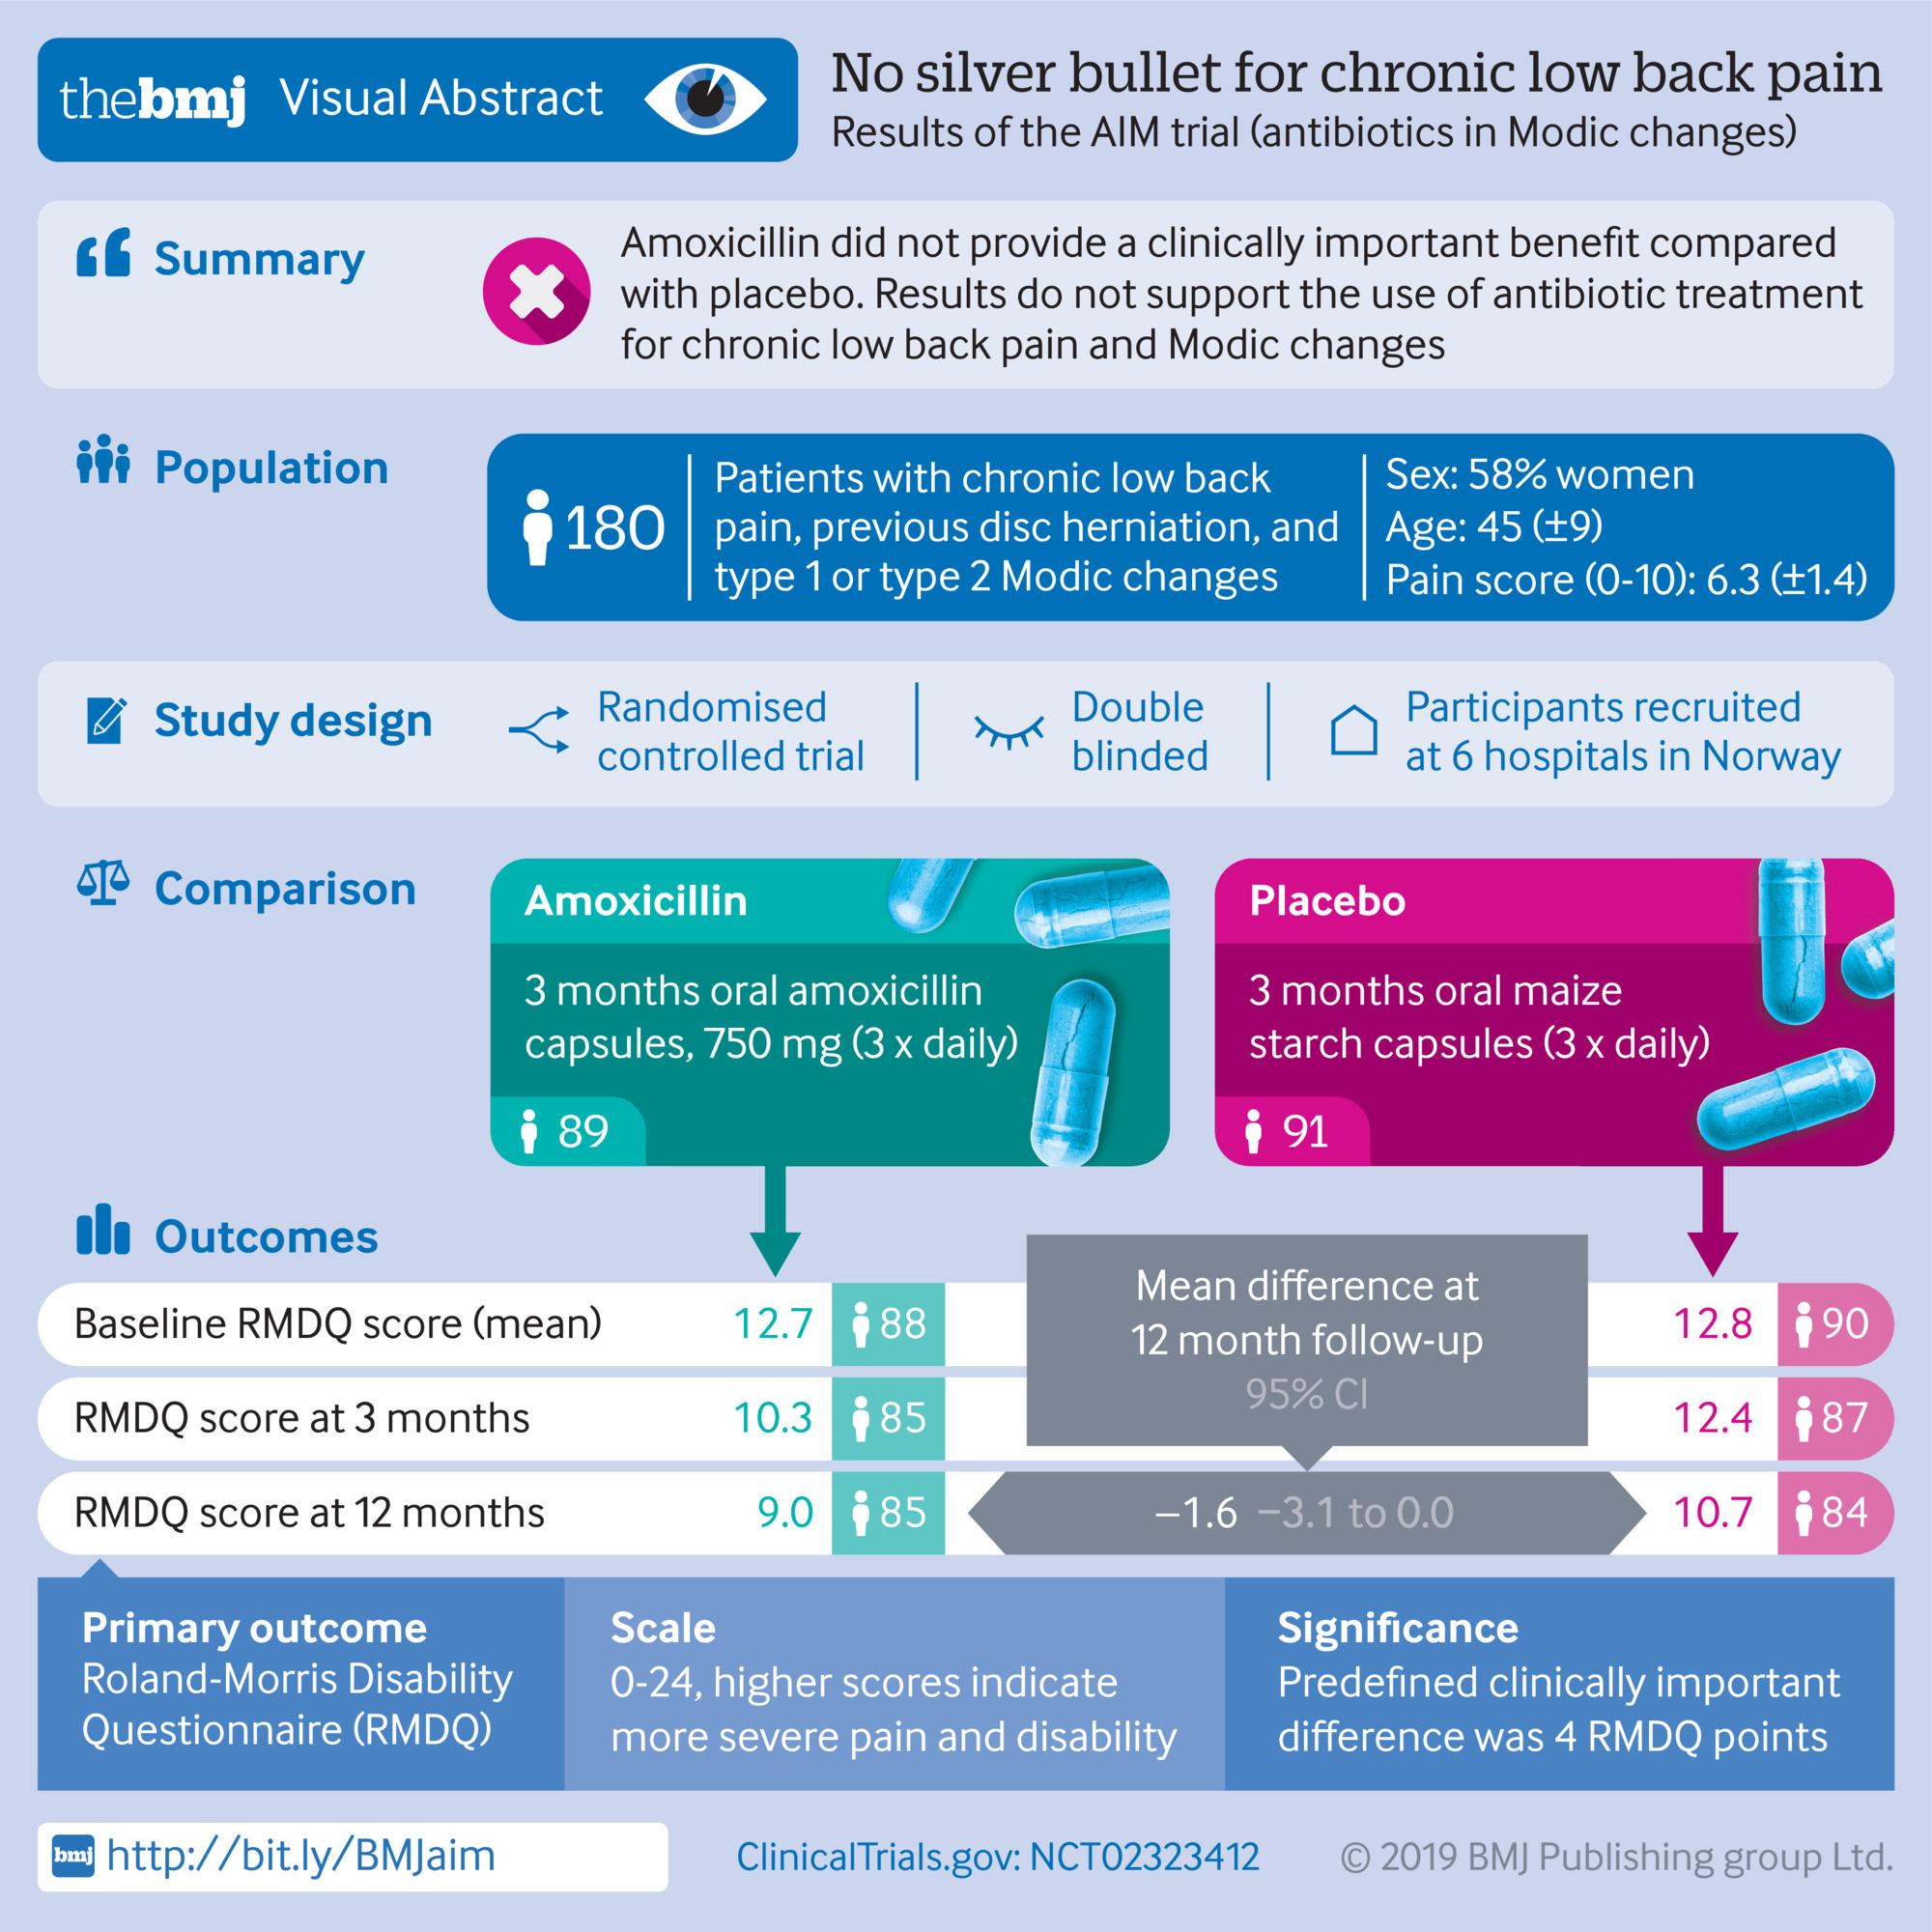 thebmj Visual Abstract
No silver bullet for chronic low back pain
Results of the AIM trial (antibiotics in Modic changes)
Summary
Amoxicillin did not provide a clinically important benefit compared
with placebo. Results do not support the use of antibiotic treatment
for chronic low back pain and Modic changes
Population
180
Patients with chronic low back
pain, previous disc herniation, and
type 1 or type 2 Modic changes
Sex: 58% women
Age: 45 (±9)
Pain score (0-10): 6.3 (±1.4)
Study design
Randomised
controlled trial
Double
blinded
Participants recruited
at 6 hospitals in Norway
Comparison
Amoxicillin
3 months oral amoxicillin
capsules, 750 mg (3 x daily)
89
Placebo
3 months oral maize
starch capsules (3 x daily)
91
Outcomes
Mean difference at
12 month follow-up
95% CI
Baseline RMDQ score (mean) 12.7 88 12.8 90
RMDQ score at 3 months 10.3 85 12.4 87
RMDQ score at 12 months 9.0 85 –1.6 –3.1 to 0.0 10.7 84
Primary outcome
Roland-Morris Disability
Questionnaire (RMDQ)
Scale
0-24, higher scores indicate
more severe pain and disability
Significance
Predefined clinically important
difference was 4 RMDQ points
bmj http://bit.ly/BMJaim
ClinicalTrials.gov: NCT02323412
© 2019 BMJ Publishing group Ltd.